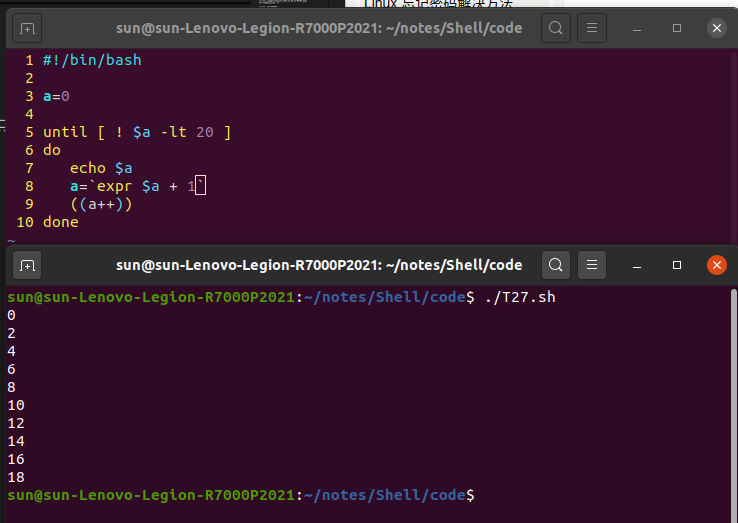 Linux 忘记密码解决方法
sun@sun-Lenovo-Legion-R7000P2021: ~/notes/Shell/code
1 #!/bin/bash
2
3 a=0
4
5 until [ ! $a -lt 20 ]
6 do
7    echo $a
8    a=`expr $a + 1`
9    ((a++))
10 done
~
sun@sun-Lenovo-Legion-R7000P2021: ~/notes/Shell/code
sun@sun-Lenovo-Legion-R7000P2021:~/notes/Shell/code$ ./T27.sh
0
2
4
6
8
10
12
14
16
18
sun@sun-Lenovo-Legion-R7000P2021:~/notes/Shell/code$